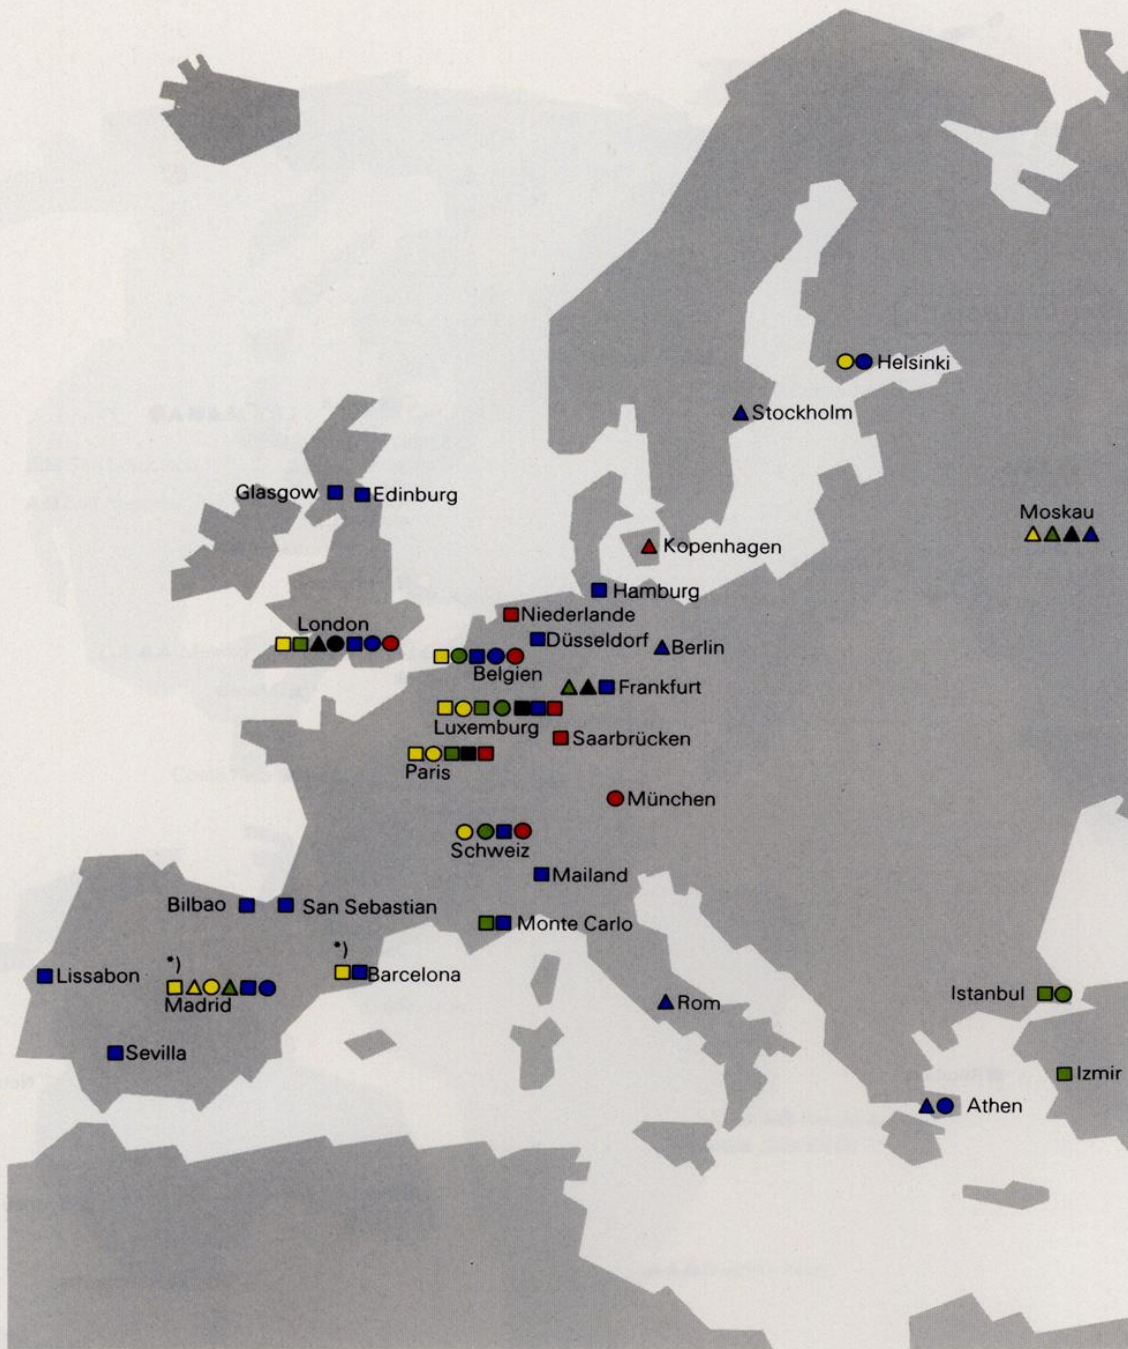 Helsinki
Stockholm
Glasgow
Edinburg
Moskau
Kopenhagen
Hamburg
Niederlande
London
Düsseldorf
Berlin
Belgien
Frankfurt
Luxemburg
Saarbrücken
Paris
München
Schweiz
Mailand
Bilbao
San Sebastian
Monte Carlo
*)
*)
Lissabon
Barcelona
Madrid
Rom
Istanbul
Sevilla
Izmir
Athen